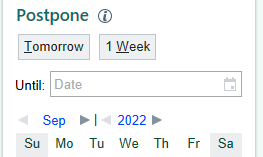 Postpone
Tomorrow 1 Week
Until: Date
Sep 2022
Su Mo Tu We Th Fr Sa